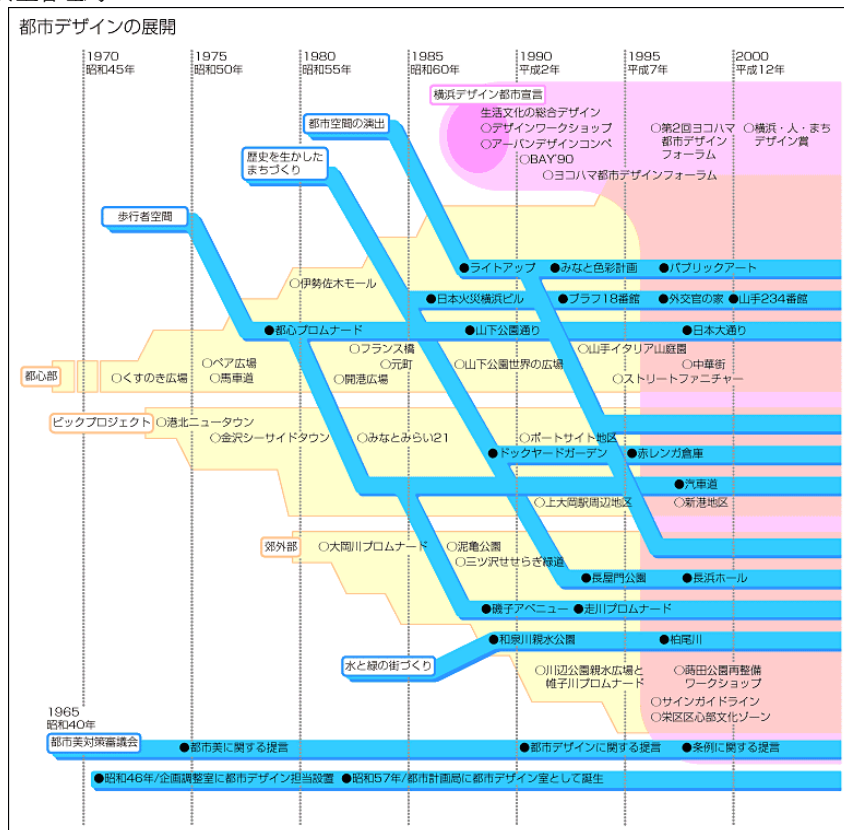 都市デザインの展開
1970
昭和45年
1975
昭和50年
1980
昭和55年
1985
昭和60年
1990
平成2年
1995
平成7年
2000
平成12年
横浜デザイン都市宣言
生活文化の総合デザイン
○デザインワークショップ
○アーバンデザインコンペ
○BAY'90
○ヨコハマ都市デザインフォーラム
○第2回ヨコハマ
都市デザイン
フォーラム
○横浜・人・まち
デザイン賞
都市空間の演出
歴史を生かした
まちづくり
歩行者空間
●ライトアップ
●みなと色彩計画
●パブリックアート
○伊勢佐木モール
●日本火災横浜ビル
●ブラフ18番館
●外交官の家
●山手234番館
●都心プロムナード
●山下公園通り
●日本大通り
○フランス橋
○山手イタリア山庭園
都心部
○くすのき広場
○ペア広場
○馬車道
○元町
○開港広場
○山下公園世界の広場
○中華街
○ストリートファニチャー
ビックプロジェクト
○港北ニュータウン
○金沢シーサイドタウン
○みなとみらい21
○ポートサイト地区
●ドックヤードガーデン
●赤レンガ倉庫
●汽車道
○上大岡駅周辺地区
○新港地区
郊外部
○大岡川プロムナード
○泥亀公園
○三ツ沢せせらぎ緑道
●長屋門公園
●長浜ホール
●磯子アベニュー
●走川プロムナード
●和泉川親水公園
●柏尾川
水と緑の街づくり
○川辺公園親水広場と
帷子川プロムナード
○蒔田公園再整備
ワークショップ
○サインガイドライン
○栄区区心部文化ゾーン
1965
昭和40年
都市美対策審議会
●都市美に関する提言
●都市デザインに関する提言
●条例に関する提言
●昭和46年/企画調整室に都市デザイン担当設置
●昭和57年/都市計画局に都市デザイン室として誕生